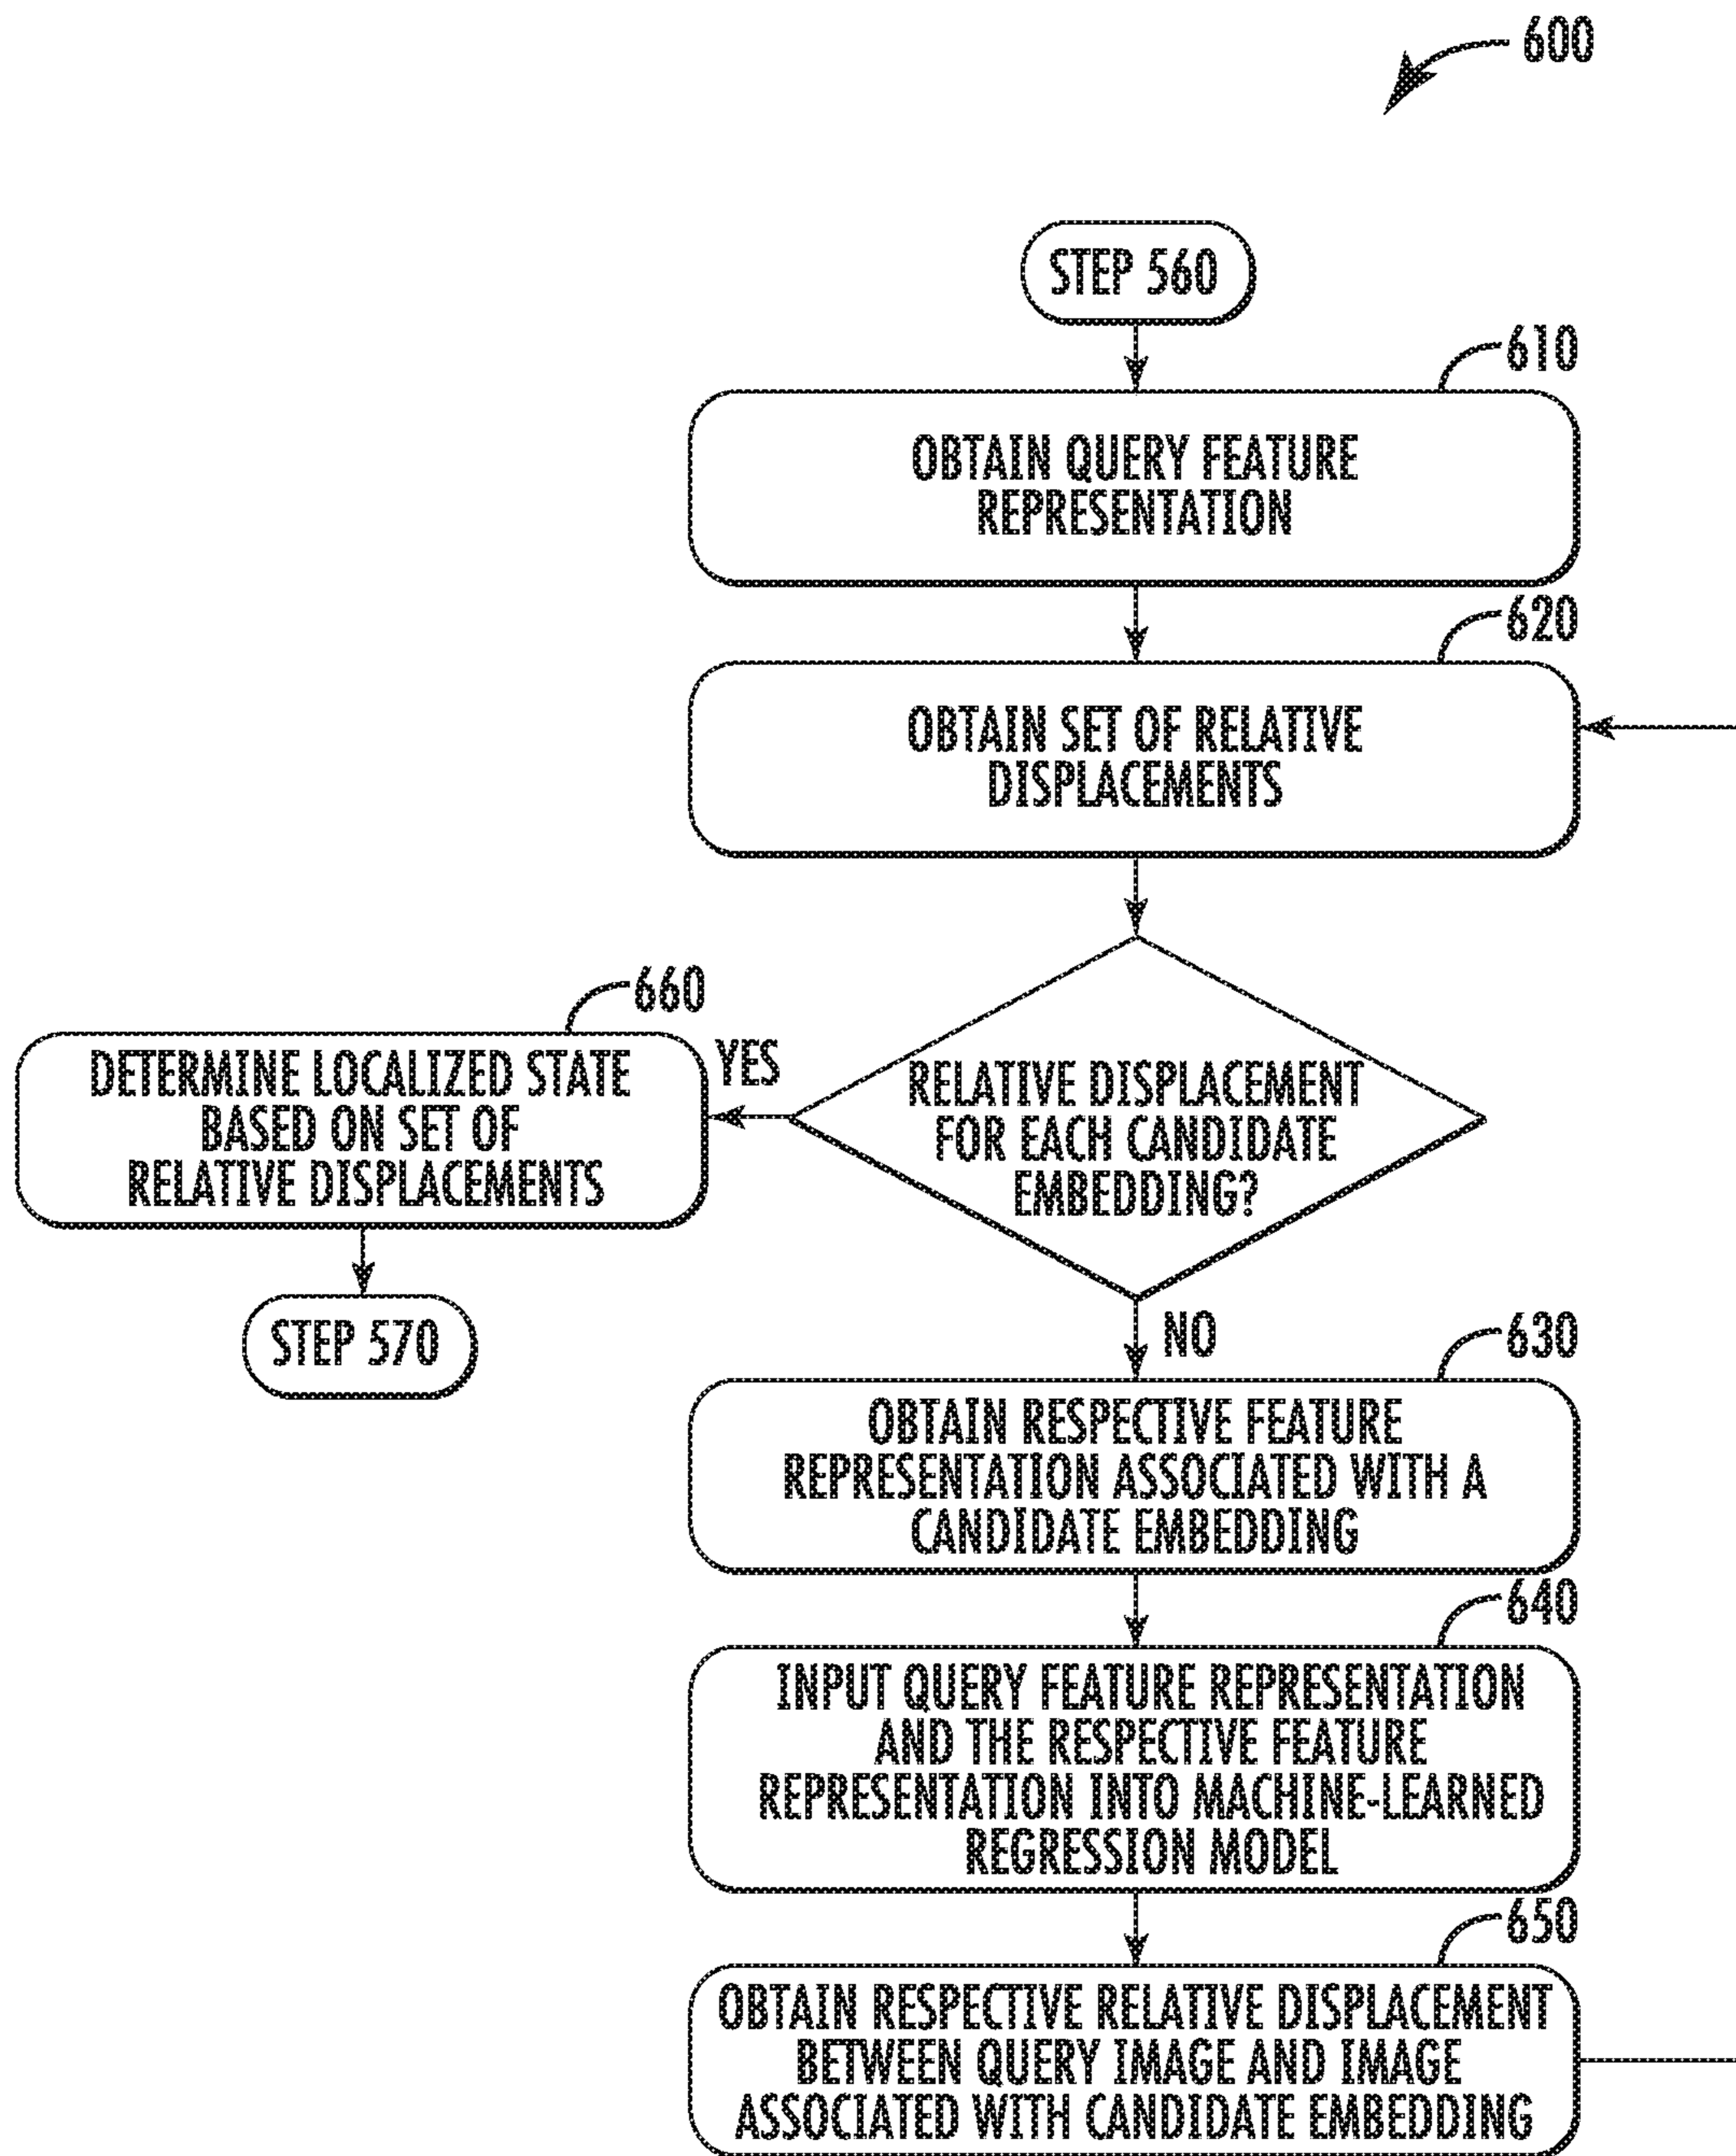 600
STEP 560
610
OBTAIN QUERY FEATURE
REPRESENTATION
620
OBTAIN SET OF RELATIVE
DISPLACEMENTS
RELATIVE DISPLACEMENT
FOR EACH CANDIDATE
EMBEDDING?
YES
660
DETERMINE LOCALIZED STATE
BASED ON SET OF
RELATIVE DISPLACEMENTS
STEP 570
NO
630
OBTAIN RESPECTIVE FEATURE
REPRESENTATION ASSOCIATED WITH A
CANDIDATE EMBEDDING
640
INPUT QUERY FEATURE REPRESENTATION
AND THE RESPECTIVE FEATURE
REPRESENTATION INTO MACHINE-LEARNED
REGRESSION MODEL
650
OBTAIN RESPECTIVE RELATIVE DISPLACEMENT
BETWEEN QUERY IMAGE AND IMAGE
ASSOCIATED WITH CANDIDATE EMBEDDING